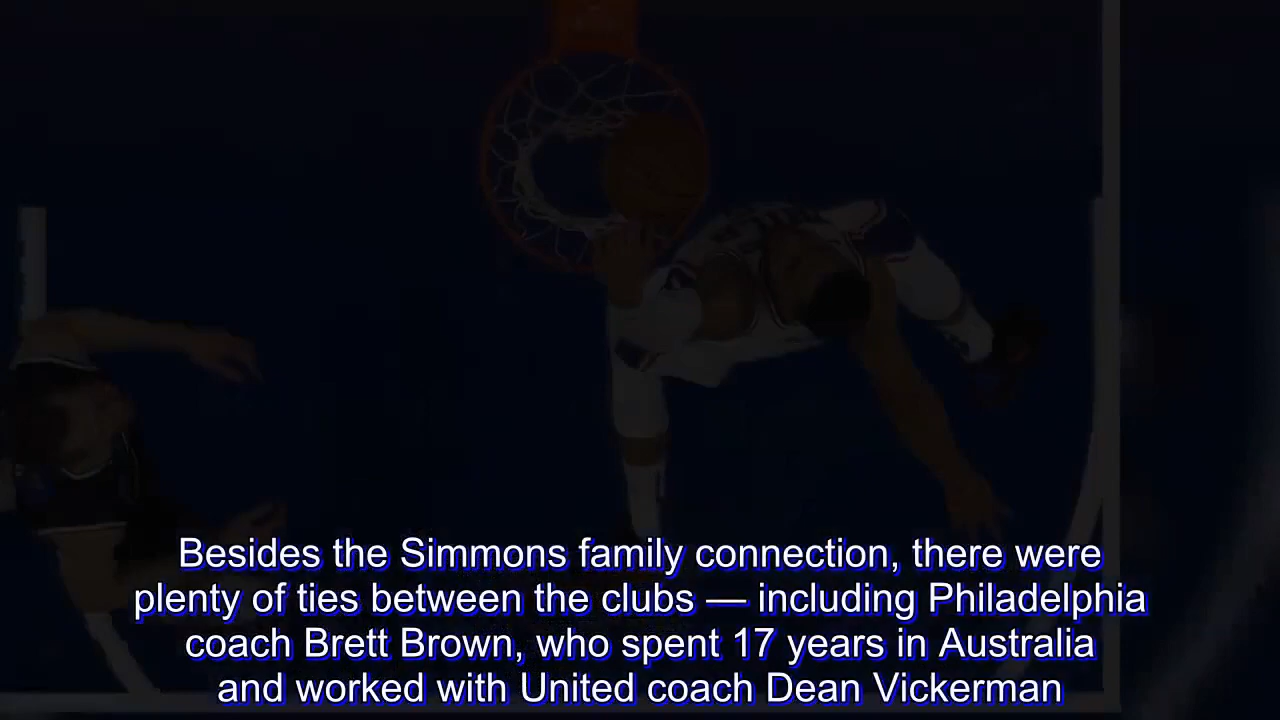 Besides the Simmons family connection, there were
plenty of ties between the clubs — including Philadelphia
coach Brett Brown, who spent 17 years in Australia
and worked with United coach Dean Vickerman